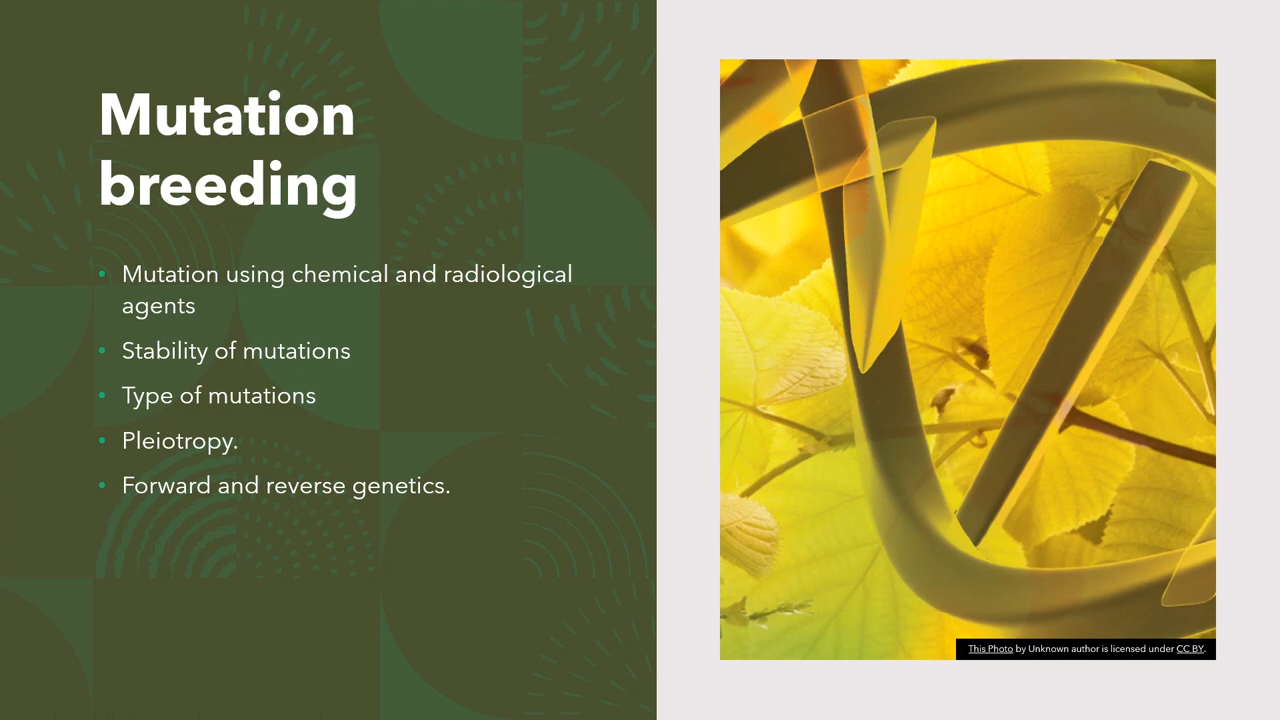 Mutation
breeding
• Mutation using chemical and radiological
agents
• Stability of mutations
• Type of mutations
• Pleiotropy.
• Forward and reverse genetics.
This Photo by Unknown author is licensed under CC BY.